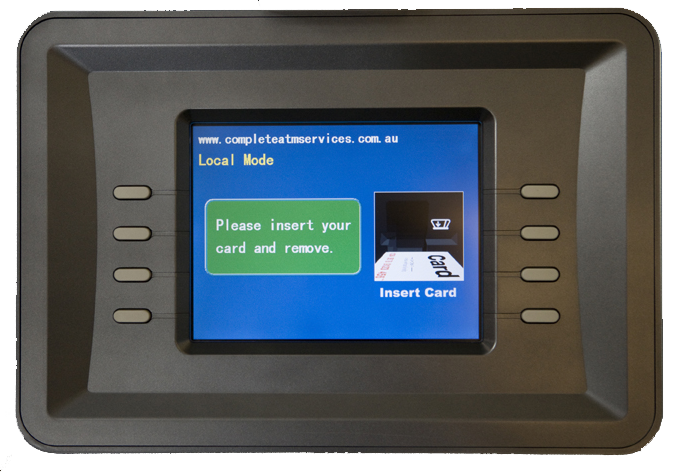 www.completeatmservices.com.au
Local Mode
Please insert your
card and remove.
card
Insert Card